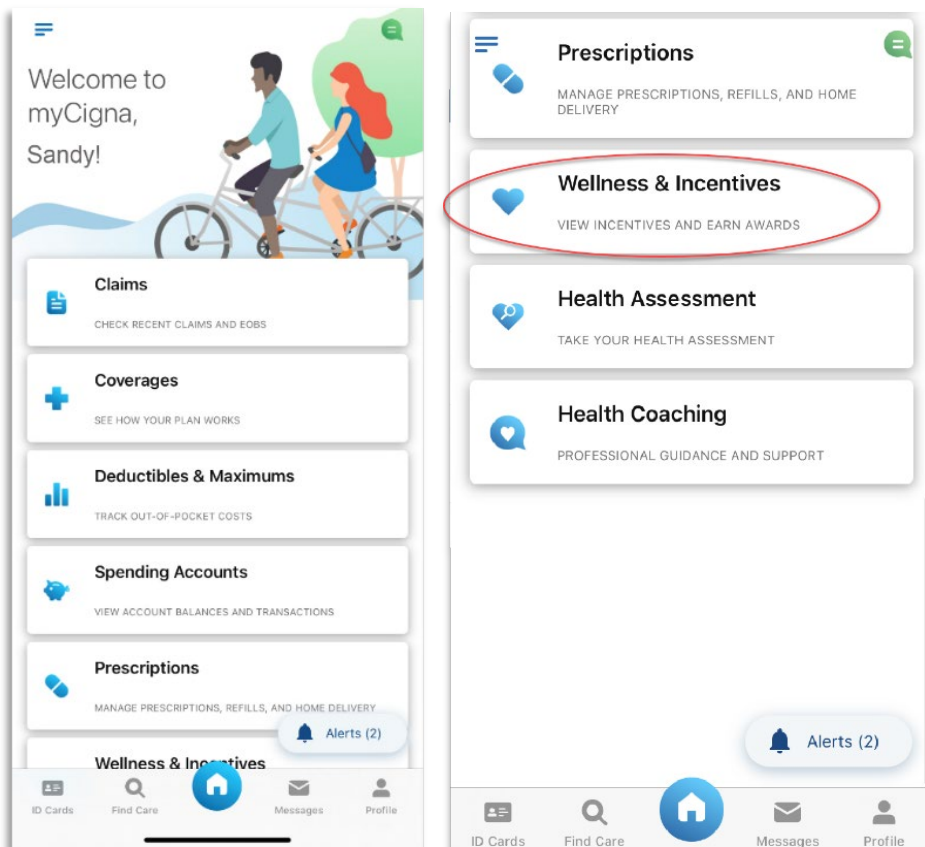 Welcome to
myCigna,
Sandy!
Claims
CHECK RECENT CLAIMS AND EOBS
Coverages
SEE HOW YOUR PLAN WORKS
Deductibles & Maximums
TRACK OUT-OF-POCKET COSTS
Spending Accounts
VIEW ACCOUNT BALANCES AND TRANSACTIONS
Prescriptions
MANAGE PRESCRIPTIONS, REFILLS, AND HOME DELIVERY
Alerts (2)
Wellness & Incentives
ID Cards
Find Care
Messages
Profile
Prescriptions
MANAGE PRESCRIPTIONS, REFILLS, AND HOME
DELIVERY
Wellness & Incentives
VIEW INCENTIVES AND EARN AWARDS
Health Assessment
TAKE YOUR HEALTH ASSESSMENT
Health Coaching
PROFESSIONAL GUIDANCE AND SUPPORT
Alerts (2)
ID Cards
Find Care
Messages
Profile